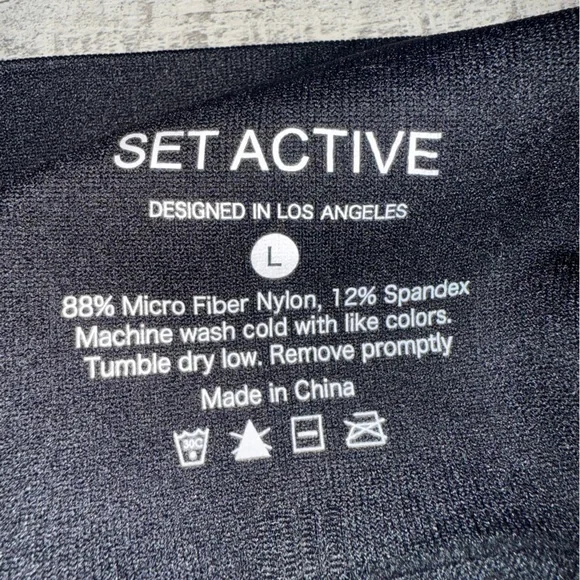 SET ACTIVE
DESIGNED IN LOS ANGELES
L
88% Micro Fiber Nylon, 12% Spandex
Machine wash cold with like colors.
Tumble dry low. Remove promptly
Made in China
30C